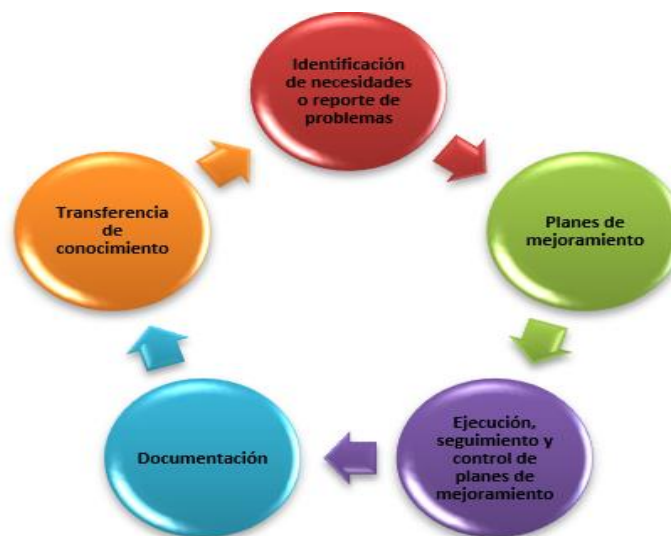 Identificación
de necesidades
o reporte de
problemas
Planes de
mejoramiento
Ejecución,
seguimiento y
control de
planes de
mejoramiento
Documentación
Transferencia
de
conocimiento